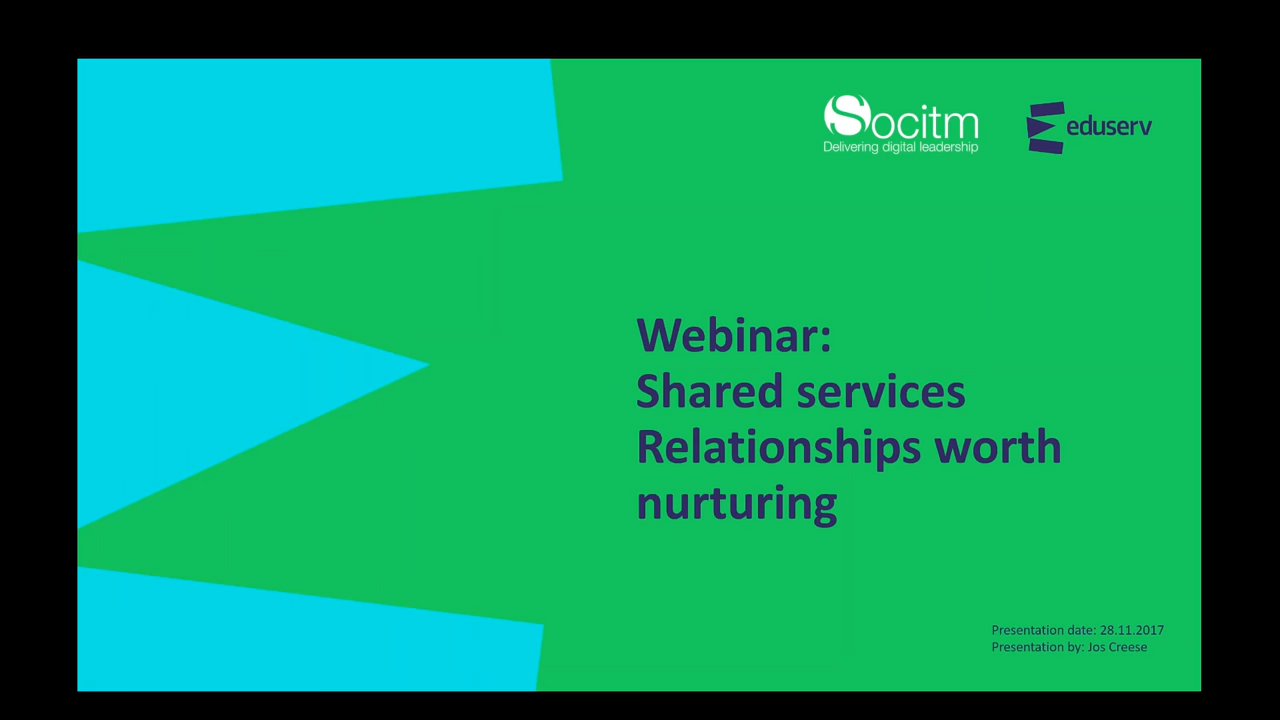 Socitm
Delivering digital leadership
eduserv
Webinar:
Shared services
Relationships worth
nurturing
Presentation date: 28.11.2017
Presentation by: Jos Creese